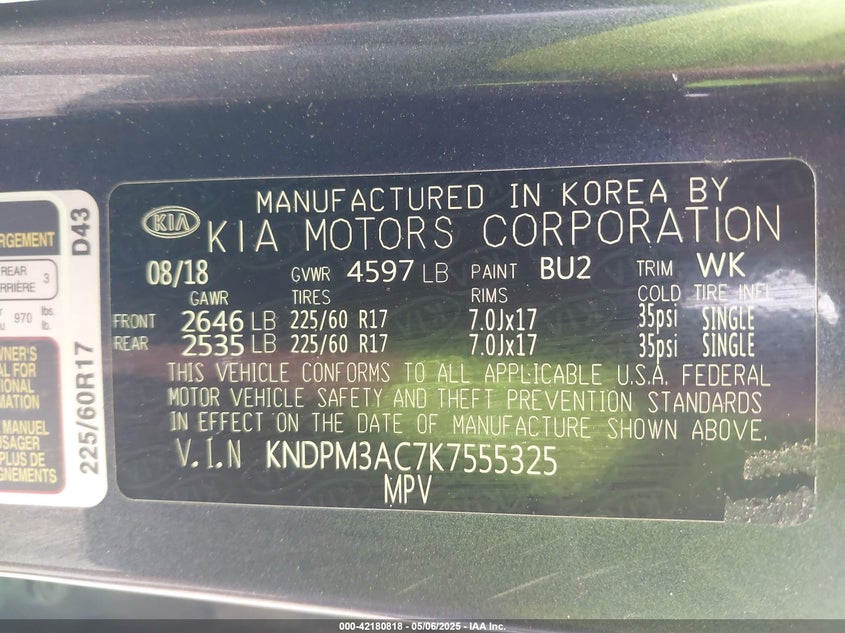 MANUFACTURED IN KOREA BY
KIA KIA MOTORS CORPORATION
08/18 GVWR 4597 LB PAINT BU2 TRIM WK
GAWR TIRES RIMS COLD TIRE INFL
FRONT 2646 LB 225/60 R17 7.0Jx17 35psi SINGLE
REAR 2535 LB 225/60 R17 7.0Jx17 35psi SINGLE
THIS VEHICLE CONFORMS TO ALL APPLICABLE U.S.A. FEDERAL
MOTOR VEHICLE SAFETY AND THEFT PREVENTION STANDARDS
IN EFFECT ON THE DATE OF MANUFACTURE SHOWN ABOVE.
V.I.N KNDPM3AC7K7555325
MPV
D43
225/60R17
REAR
3
970 lbs.
lb.
MANUEL
000-42180818 - 05/06/2025 - IAA Inc.